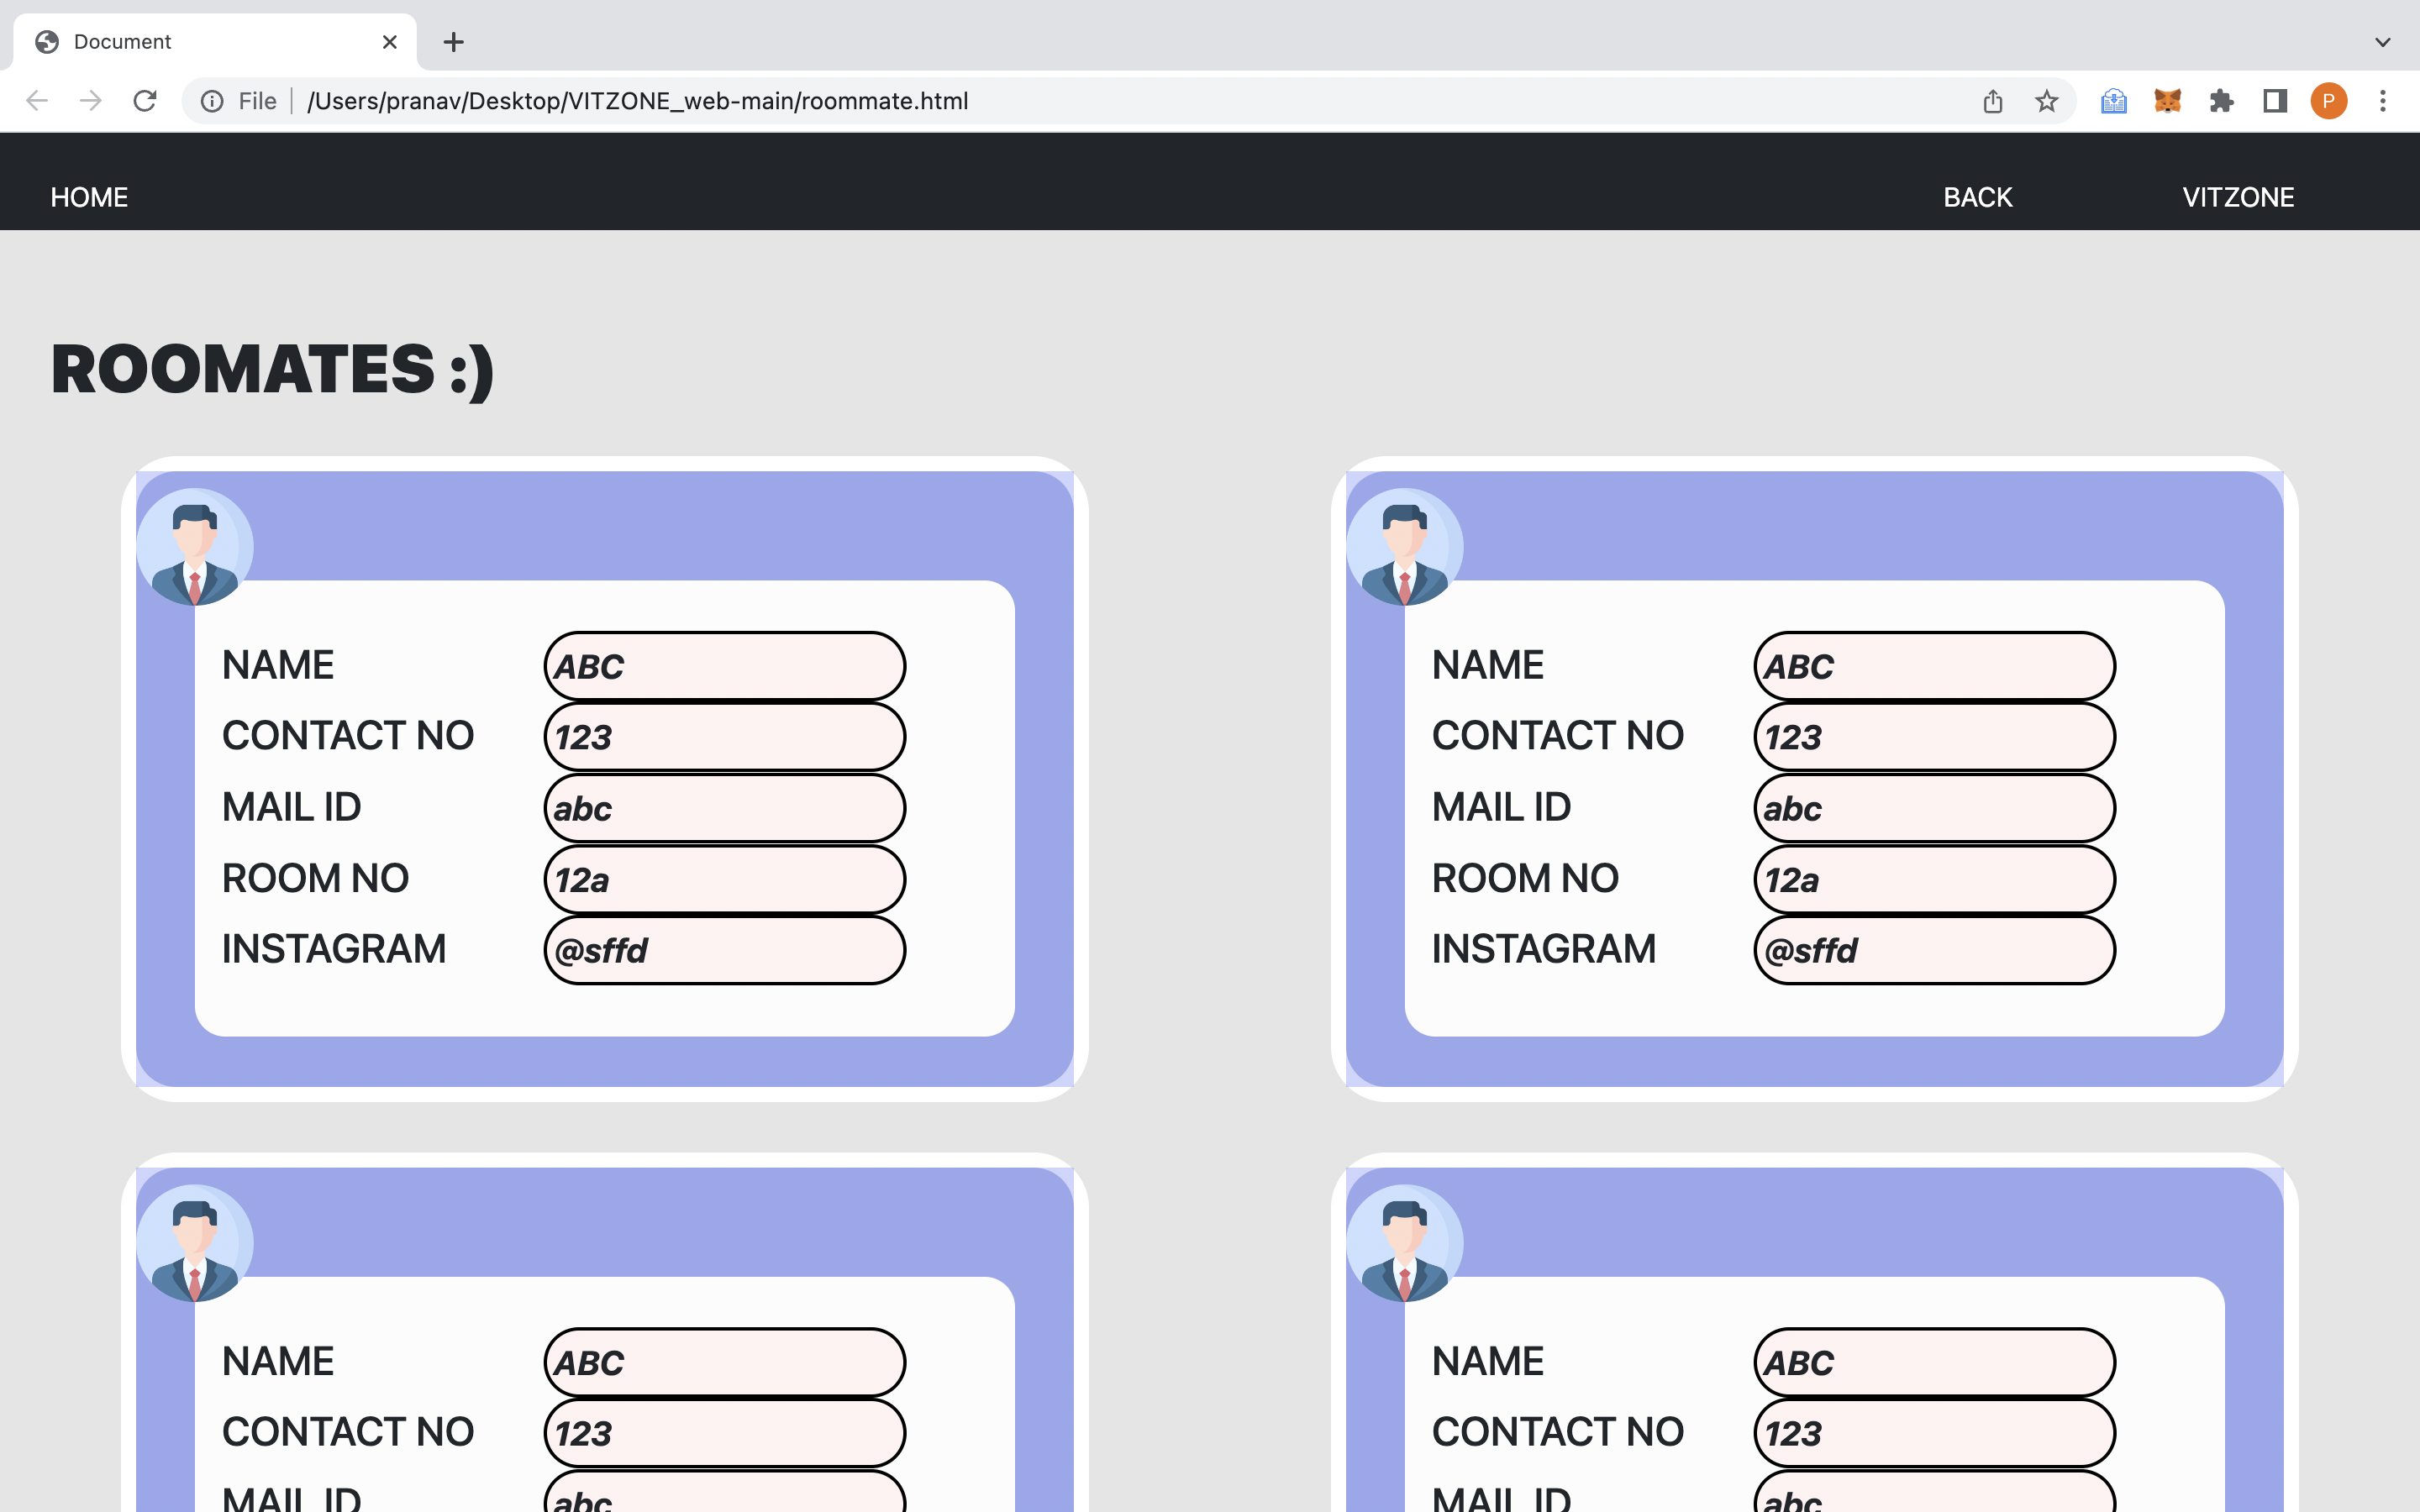 Document
File /Users/pranav/Desktop/VITZONE_web-main/roommate.html P
HOME BACK VITZONE
ROOMATES :)
NAME ABC
CONTACT NO 123
MAIL ID abc
ROOM NO 12a
INSTAGRAM @sffd
NAME ABC
CONTACT NO 123
MAIL ID abc
ROOM NO 12a
INSTAGRAM @sffd
NAME ABC
CONTACT NO 123
MAIL ID abc
NAME ABC
CONTACT NO 123
MAIL ID abc